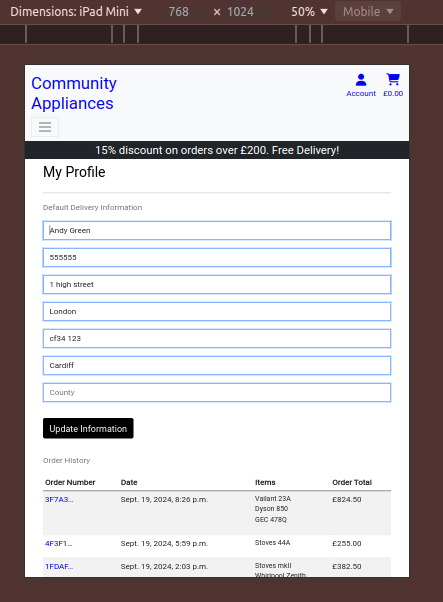 Dimensions: iPad Mini 768 × 1024 50% Mobile
Community
Appliances
Account £0.00
15% discount on orders over £200. Free Delivery!
My Profile
Default Delivery Information
Andy Green
555555
1 high street
London
cf34 123
Cardiff
County
Update Information
Order History
Order Number Date Items Order Total
3F7A3... Sept. 19, 2024, 8:26 p.m. Vailant 23A £824.50
Dyson 850
GEC 478Q
4F3F1... Sept. 19, 2024, 5:59 p.m. Stoves 44A £255.00
1FDAF... Sept. 19, 2024, 2:03 p.m. Stoves mkII £382.50
Whirlpool Zenith